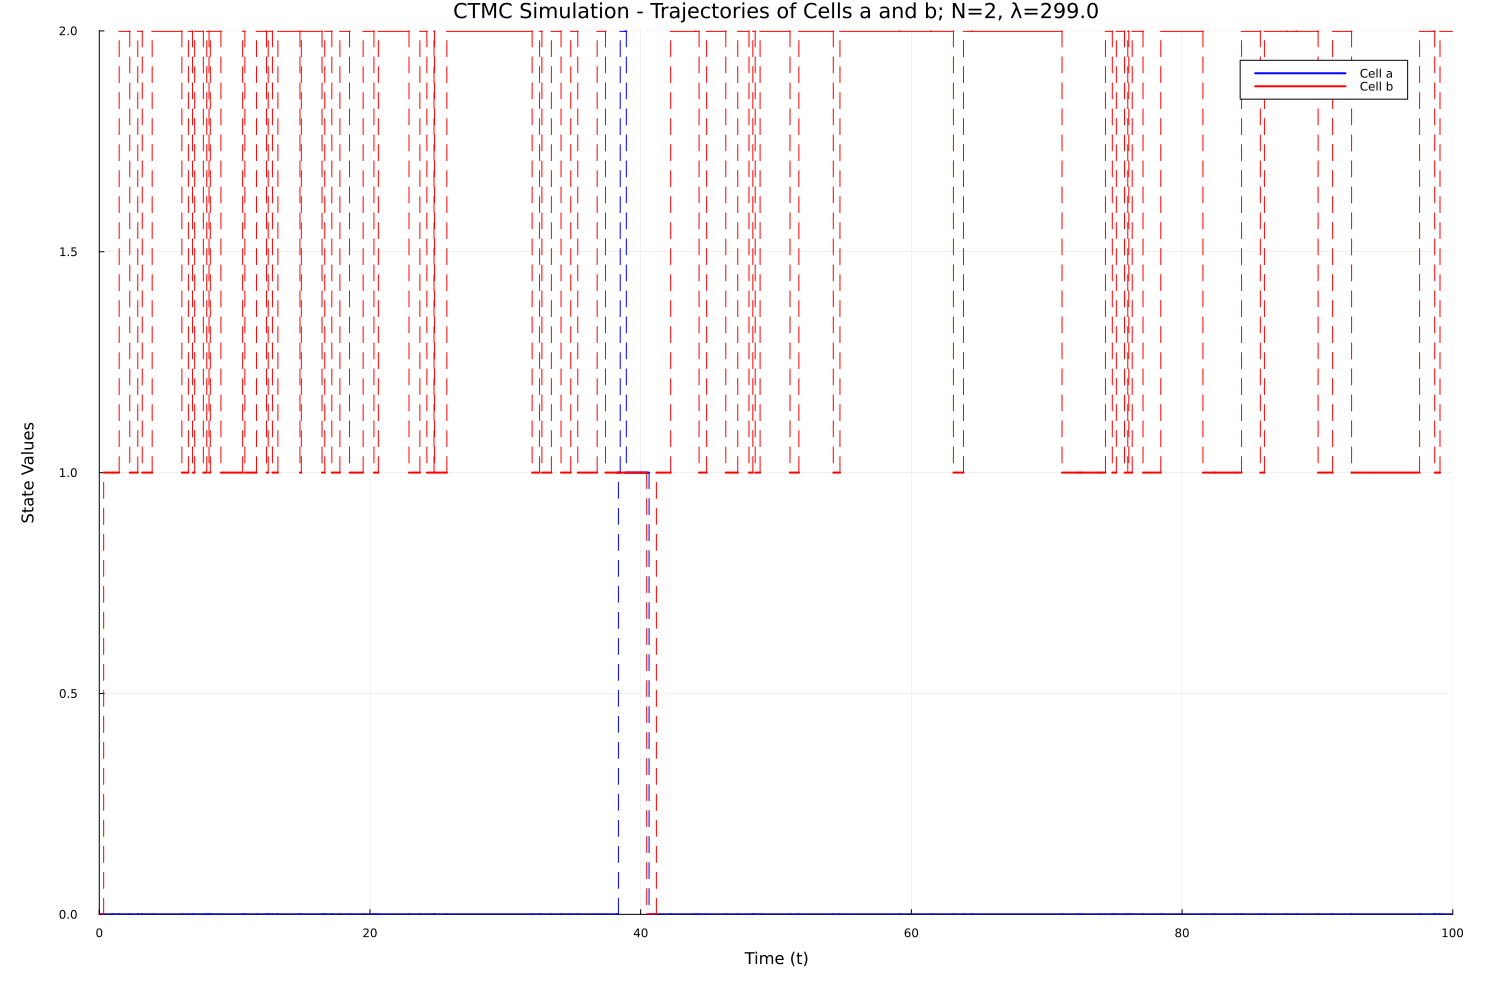 CTMC Simulation - Trajectories of Cells a and b; N=2, λ=299.0
2.0
Cell a
Cell b
1.5
1.0
State Values
0.5
0.0
0 20 40 60 80 100
Time (t)